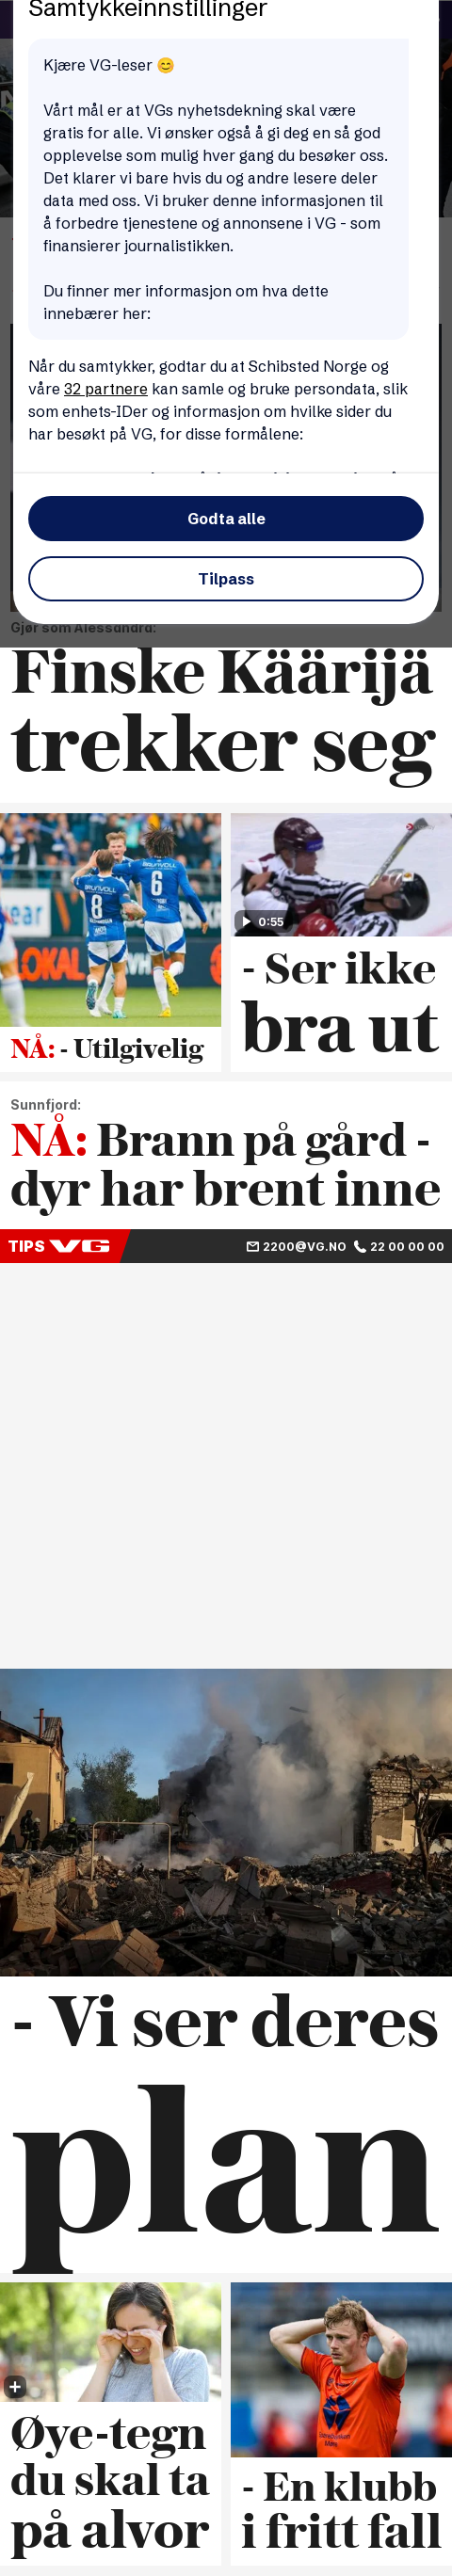 Samtykkeinnstillinger
Kjære VG-leser 😊
Vårt mål er at VGs nyhetsdekning skal være
gratis for alle. Vi ønsker også å gi deg en så god
opplevelse som mulig hver gang du besøker oss.
Det klarer vi bare hvis du og andre lesere deler
data med oss. Vi bruker denne informasjonen til
å forbedre tjenestene og annonsene i VG - som
finansierer journalistikken.
Du finner mer informasjon om hva dette
innebærer her:
Når du samtykker, godtar du at Schibsted Norge og
våre 32 partnere kan samle og bruke persondata, slik
som enhets-IDer og informasjon om hvilke sider du
har besøkt på VG, for disse formålene:
Godta alle
Tilpass
Gjør som Alessandra:
Finske Käärijä
trekker seg
8
6
LOKAL
0:55
NÅ: - Utilgivelig
- Ser ikke
bra ut
Sunnfjord:
NÅ: Brann på gård -
dyr har brent inne
TIPS VG
2200@VG.NO 22 00 00 00
- Vi ser deres
plan
Øye-tegn
du skal ta
på alvor
- En klubb
i fritt fall